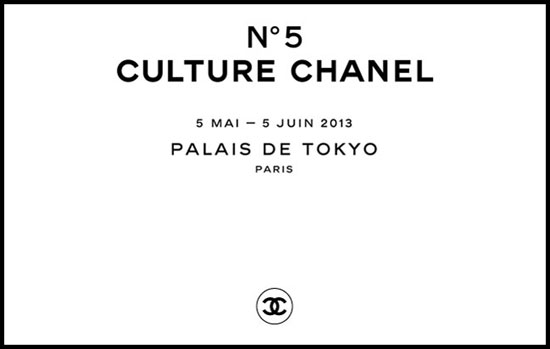 N°5
CULTURE CHANEL
5 MAI – 5 JUIN 2013
PALAIS DE TOKYO
PARIS